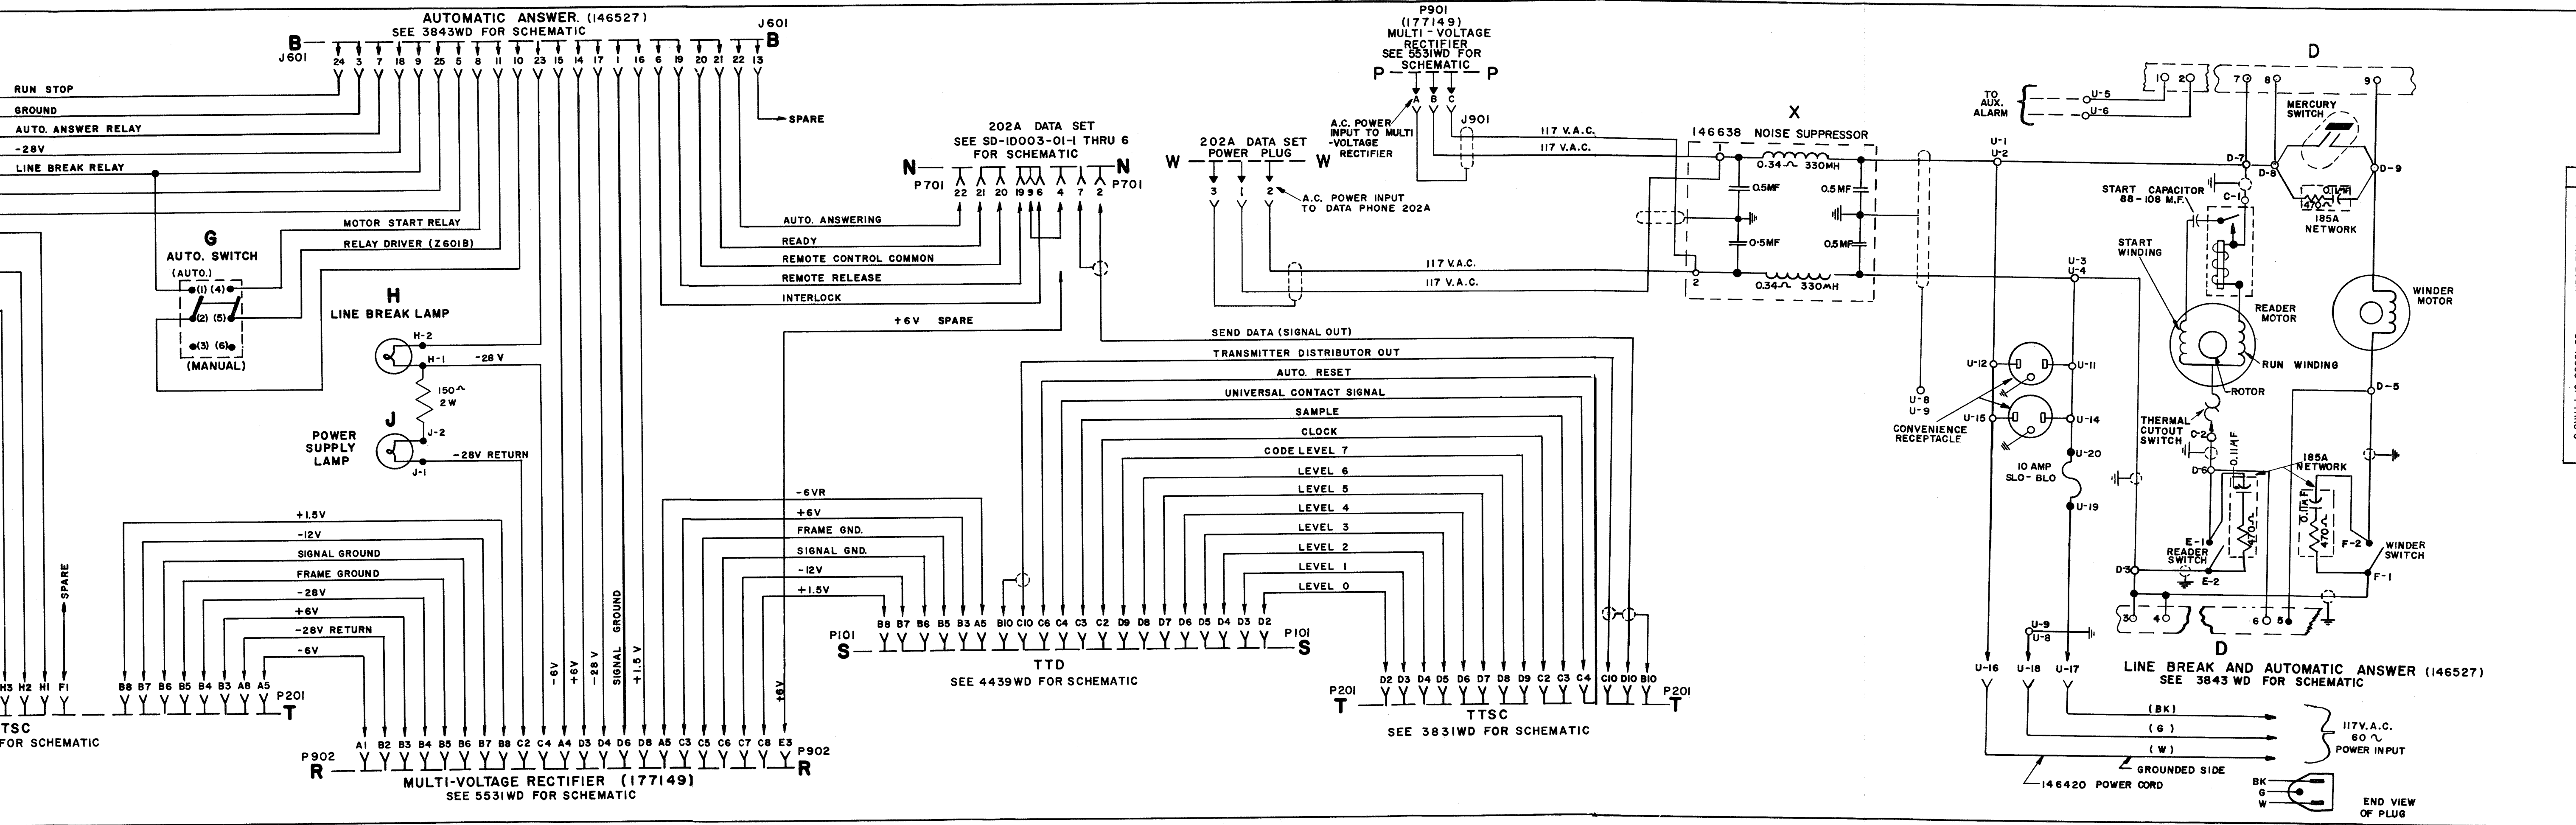 AUTOMATIC ANSWER. (146527)
SEE 3843WD FOR SCHEMATIC
B
J601
J601
B
24 3 7 18 9 25 5 8 11 10 23 15 14 17 1 16 6 19 20 21 22 13
RUN STOP
GROUND
AUTO. ANSWER RELAY
-28V
LINE BREAK RELAY
SPARE
MOTOR START RELAY
RELAY DRIVER (Z601B)
G
AUTO. SWITCH
(AUTO.)
(1) (4)
(2) (5)
(3) (6)
(MANUAL)
H
LINE BREAK LAMP
H-2
H-1
-28 V
150
2W
J
POWER
SUPPLY
LAMP
J-2
J-1
-28V RETURN
202A DATA SET
SEE SD-1D003-01-1 THRU 6
FOR SCHEMATIC
N
N
P701
P701
22 21 20 19 9 6 4 7 2
AUTO. ANSWERING
READY
REMOTE CONTROL COMMON
REMOTE RELEASE
INTERLOCK
+6V SPARE
P901
(177149)
MULTI-VOLTAGE
RECTIFIER
SEE 5531WD FOR
SCHEMATIC
P
P
A B C
A.C. POWER
INPUT TO MULTI
-VOLTAGE
RECTIFIER
J901
202A DATA SET
POWER PLUG
W
W
3 1 2
A.C. POWER INPUT
TO DATA PHONE 202A
117 V.A.C.
117 V.A.C.
117 V.A.C.
117 V.A.C.
X
146638 NOISE SUPPRESSOR
1
0.34 330MH
0.5MF
0.5MF
0.5MF
0.5MF
2
0.34 330MH
SEND DATA (SIGNAL OUT)
TRANSMITTER DISTRIBUTOR OUT
AUTO. RESET
UNIVERSAL CONTACT SIGNAL
SAMPLE
CLOCK
CODE LEVEL 7
LEVEL 6
LEVEL 5
LEVEL 4
LEVEL 3
LEVEL 2
LEVEL 1
LEVEL 0
-6VR
+6V
FRAME GND.
SIGNAL GND.
-12V
+1.5V
+1.5V
-12V
SIGNAL GROUND
FRAME GROUND
-28V
+6V
-28V RETURN
-6V
SPARE
H3 H2 H1 F1
B8 B7 B6 B5 B4 B3 A8 A5
P201
T
TSC
FOR SCHEMATIC
-6V
+6V
-28 V
SIGNAL GROUND
+1.5 V
+6V
P902
R
A1 B2 B3 B4 B5 B6 B7 B8 C2 C4 A4 D3 D4 D6 D8 A5 C3 C5 C6 C7 C8 E3
P902
R
MULTI-VOLTAGE RECTIFIER (177149)
SEE 5531WD FOR SCHEMATIC
P101
S
B8 B7 B6 B5 B3 A5 B10 C10 C6 C4 C3 C2 D9 D8 D7 D6 D5 D4 D3 D2
P101
S
TTD
SEE 4439WD FOR SCHEMATIC
P201
T
D2 D3 D4 D5 D6 D7 D8 D9 C2 C3 C4 C10 D10 B10
P201
T
TTSC
SEE 3831WD FOR SCHEMATIC
U-8
U-9
TO
AUX.
ALARM
U-5
U-6
1 2
7 8 9
D
MERCURY
SWITCH
U-1
U-2
D-7
D-8
D-9
0.1MF
470
185A
NETWORK
START CAPACITOR
88-108 M.F.
C-1
START
WINDING
U-3
U-4
READER
MOTOR
WINDER
MOTOR
RUN WINDING
ROTOR
U-12
U-11
U-15
U-14
CONVENIENCE
RECEPTACLE
D-5
THERMAL
CUTOUT
SWITCH
C-2
D-6
0.11MF
185A
NETWORK
0.11MF
470
470
U-20
10 AMP
SLO-BLO
U-19
E-1
READER
SWITCH
E-2
F-2
WINDER
SWITCH
F-1
D-3
3 4
6 5
D
U-9
U-8
U-16
U-18
U-17
LINE BREAK AND AUTOMATIC ANSWER (146527)
SEE 3843 WD FOR SCHEMATIC
(BK)
(G)
(W)
117V.A.C.
60
POWER INPUT
GROUNDED SIDE
146420 POWER CORD
BK
G
W
END VIEW
OF PLUG